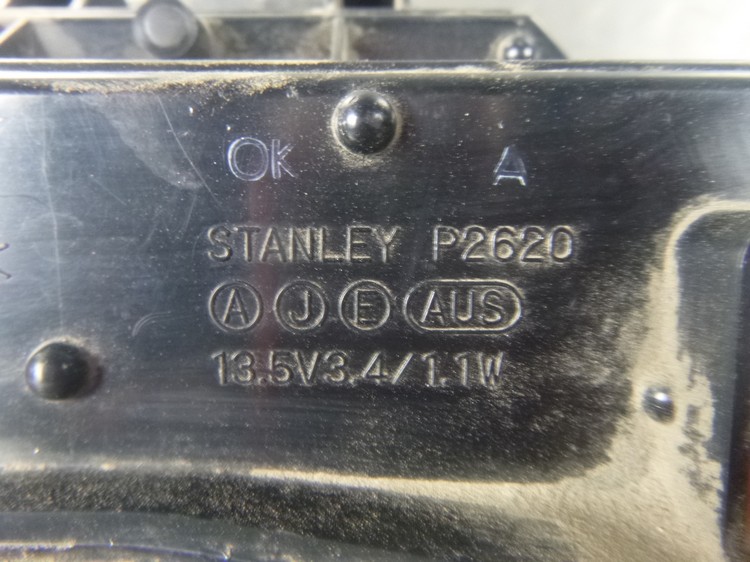 OK A
STANLEY P2620
A J E AUS
13.5V3.4/1.1W